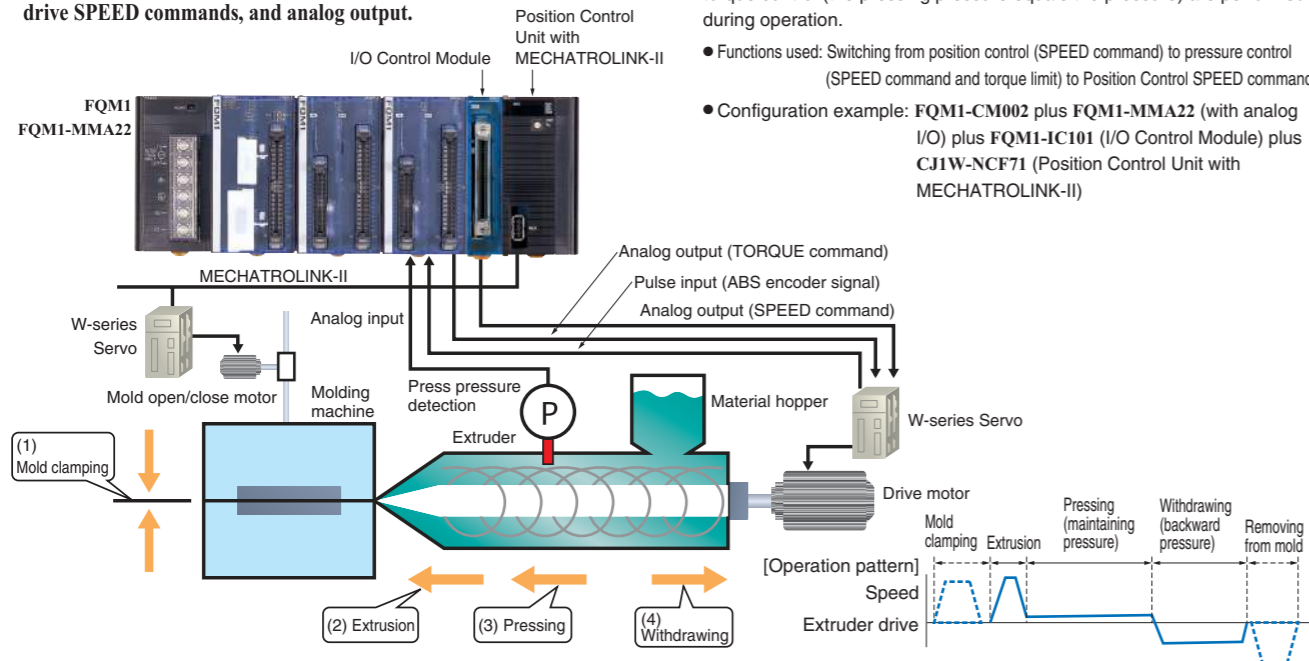 drive SPEED commands, and analog output.
during operation.
● Functions used: Switching from position control (SPEED command) to pressure control
(SPEED command and torque limit) to Position Control SPEED command
● Configuration example: FQM1-CM002 plus FQM1-MMA22 (with analog
I/O) plus FQM1-IC101 (I/O Control Module) plus
CJ1W-NCF71 (Position Control Unit with
MECHATROLINK-II)
Position Control
Unit with
MECHATROLINK-II
I/O Control Module
FQM1
FQM1-MMA22
FQM1
FQM1
FQM1
MECHATROLINK-II
Analog output (TORQUE command)
Pulse input (ABS encoder signal)
Analog output (SPEED command)
W-series
Servo
Analog input
Mold open/close motor
Molding
machine
Press pressure
detection
P
Extruder
Material hopper
W-series Servo
Drive motor
(1)
Mold clamping
(2) Extrusion
(3) Pressing
(4)
Withdrawing
[Operation pattern]
Speed
Extruder drive
Mold
clamping
Extrusion
Pressing
(maintaining
pressure)
Withdrawing
(backward
pressure)
Removing
from mold